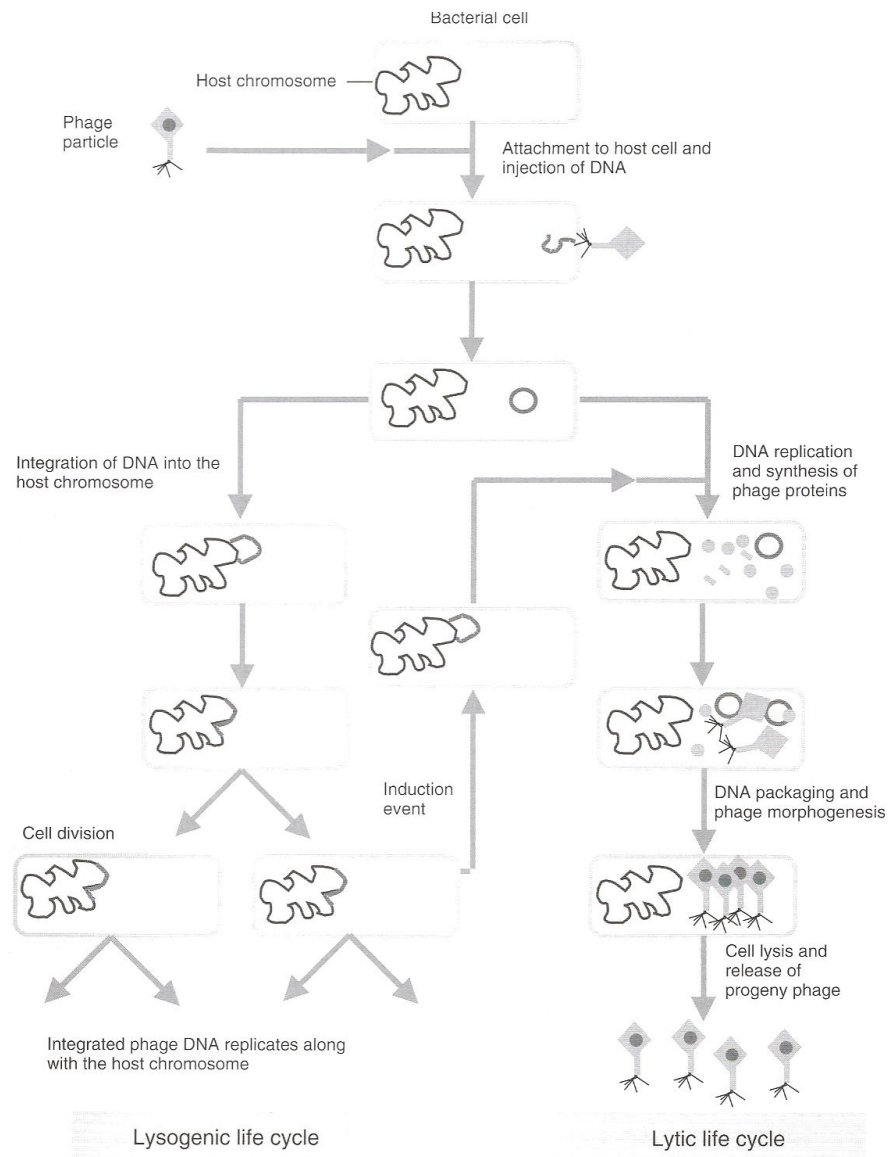 Bacterial cell
Host chromosome
Phage
particle
Attachment to host cell and
injection of DNA
Integration of DNA into the
host chromosome
DNA replication
and synthesis of
phage proteins
Induction
event
DNA packaging and
phage morphogenesis
Cell division
Cell lysis and
release of
progeny phage
Integrated phage DNA replicates along
with the host chromosome
Lysogenic life cycle
Lytic life cycle